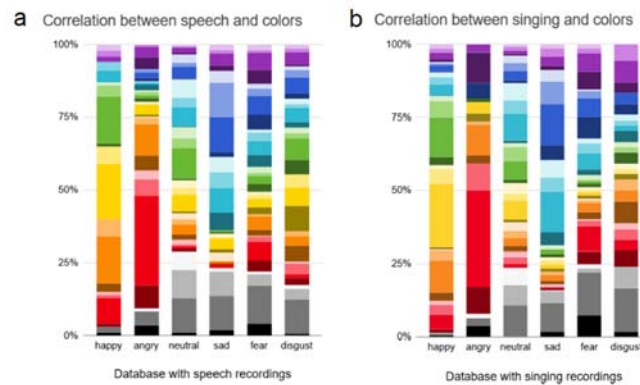 a
Correlation between speech and colors
100%
75%
50%
25%
0%
happy angry neutral sad fear disgust
Database with speech recordings
b
Correlation between singing and colors
100%
75%
50%
25%
0%
happy angry neutral sad fear disgust
Database with singing recordings